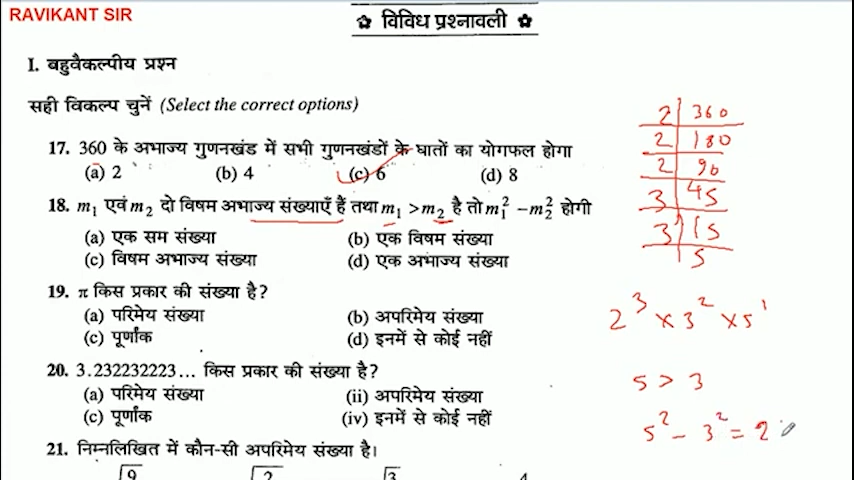 RAVIKANT SIR
✿ विविध प्रश्नावली ✿
I. बहुवैकल्पीय प्रश्न
सही विकल्प चुनें (Select the correct options)
17. 360 के अभाज्य गुणनखंड में सभी गुणनखंडों के घातों का योगफल होगा
(a) 2 (b) 4 (c) 6 (d) 8
18. m₁ एवं m₂ दो विषम अभाज्य संख्याएँ हैं तथा m₁ > m₂ है तो m₁² – m₂² होगी
(a) एक सम संख्या (b) एक विषम संख्या
(c) विषम अभाज्य संख्या (d) एक अभाज्य संख्या
19. π किस प्रकार की संख्या है?
(a) परिमेय संख्या (b) अपरिमेय संख्या
(c) पूर्णांक (d) इनमें से कोई नहीं
20. 3.232232223... किस प्रकार की संख्या है?
(a) परिमेय संख्या (ii) अपरिमेय संख्या
(c) पूर्णांक (iv) इनमें से कोई नहीं
21. निम्नलिखित में कौन-सी अपरिमेय संख्या है।
2 | 360
2 | 180
2 | 90
3 | 45
3 | 15
5
2³ × 3² × 5¹
5 > 3
5² – 3² = 2